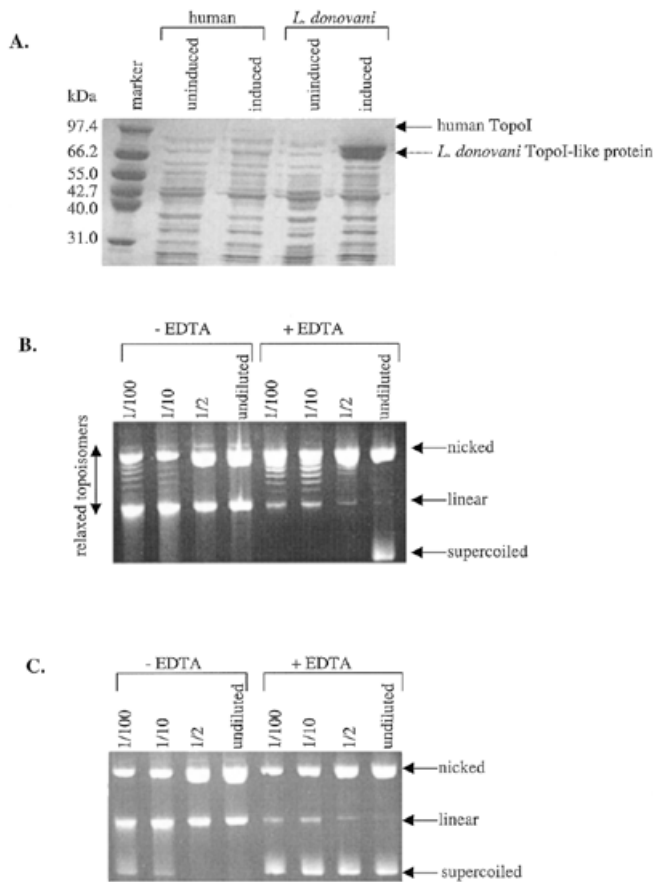 A.
human
L. donovani
kDa
marker
uninduced
induced
uninduced
induced
97.4
66.2
55.0
42.7
40.0
31.0
human TopoI
L. donovani TopoI-like protein
B.
- EDTA
+ EDTA
1/100
1/10
1/2
undiluted
1/100
1/10
1/2
undiluted
relaxed topoisomers
nicked
linear
supercoiled
C.
- EDTA
+ EDTA
1/100
1/10
1/2
undiluted
1/100
1/10
1/2
undiluted
nicked
linear
supercoiled